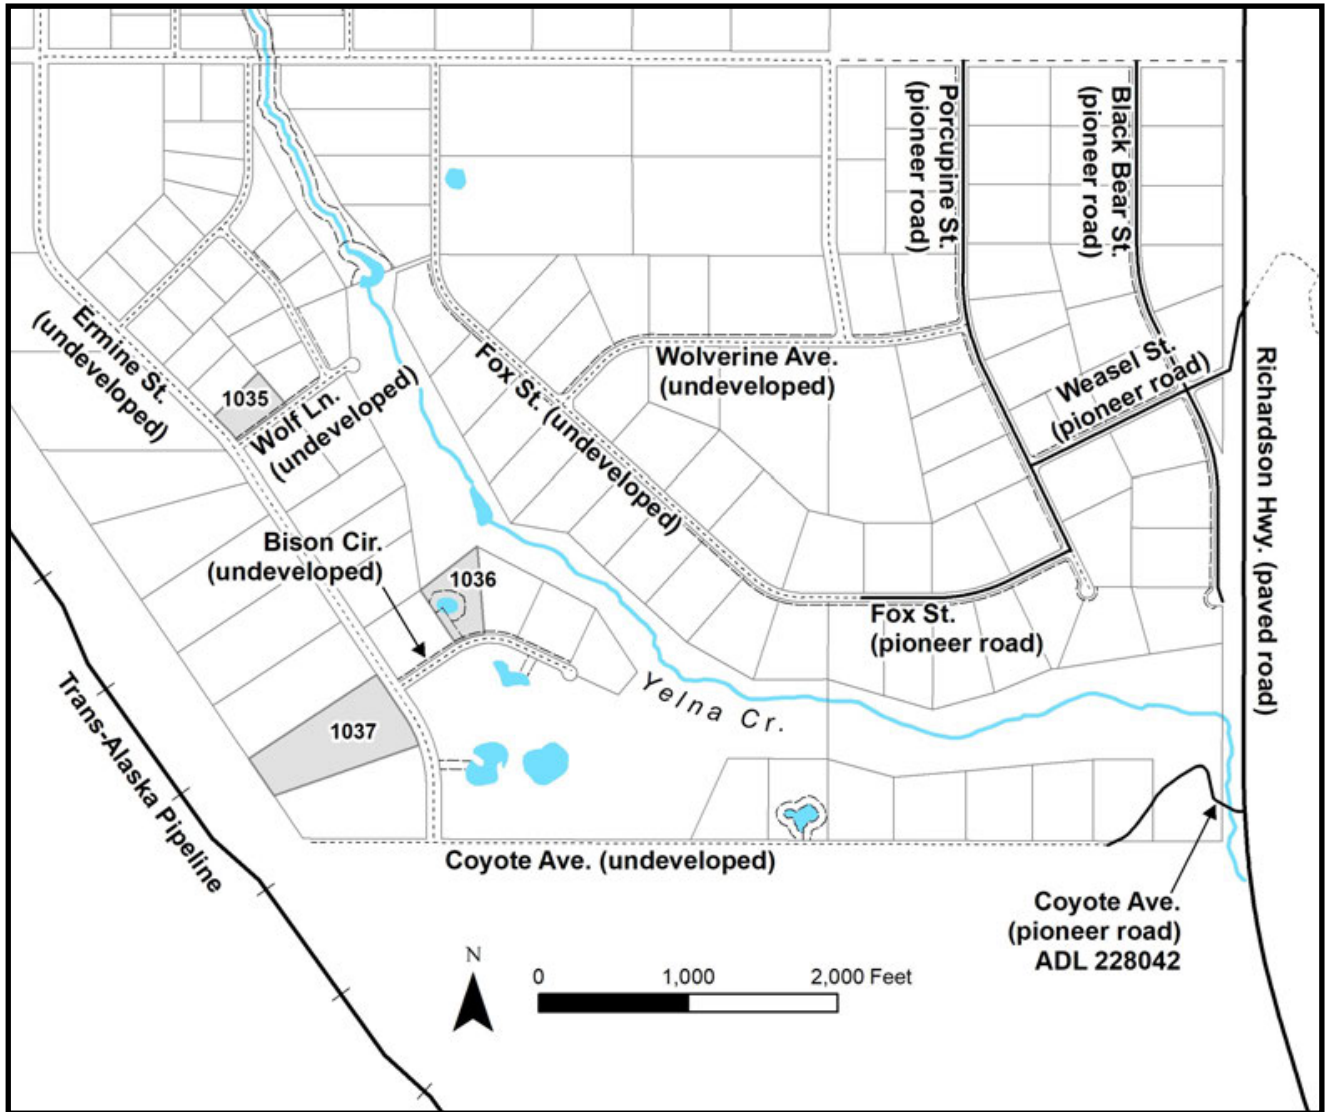 Porcupine St.
(pioneer road)
Black Bear St.
(pioneer road)
Ermine St.
(undeveloped)
1035
Wolf Ln.
(undeveloped)
Fox St. (undeveloped)
Wolverine Ave.
(undeveloped)
Weasel St.
(pioneer road)
Richardson Hwy. (paved road)
Bison Cir.
(undeveloped)
1036
Fox St.
(pioneer road)
Yelna Cr.
1037
Trans-Alaska Pipeline
Coyote Ave. (undeveloped)
Coyote Ave.
(pioneer road)
ADL 228042
N
0 1,000 2,000 Feet